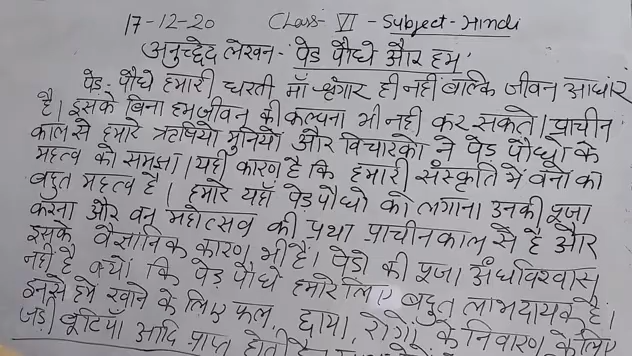 17-12-20 Class- VI - Subject- Hindi
अनुच्छेद लेखन- 'पेड़ पौधे और हम'
पेड़- पौधे हमारी धरती माँ श्रृंगार ही नहीं बल्कि जीवन आधार
है। इसके बिना हम जीवन की कल्पना भी नही कर सकते। प्राचीन
काल से हमारे ऋषियो मुनियों और विचारको ने पेड़ पौधों के
महत्व को समझा। यही कारण है कि हमारी संस्कृति में वनो का
बहुत महत्व है। हमारे यहाँ पेड़ पौधो को लगाना उनकी पूजा
करना और वन महोत्सव की प्रथा प्राचीन काल से है और
इसके वैज्ञानिक कारण भी हैं। पेड़ो की पूजा अंधविश्वास
नही है क्यों कि पेड़ पौधे हमारे लिए बहुत लाभदायक है।
इनसे हमे खाने के लिए फल, छाया, रोगो के निवारण के लिए
जड़ी बूटियाँ आदि प्राप्त होती है